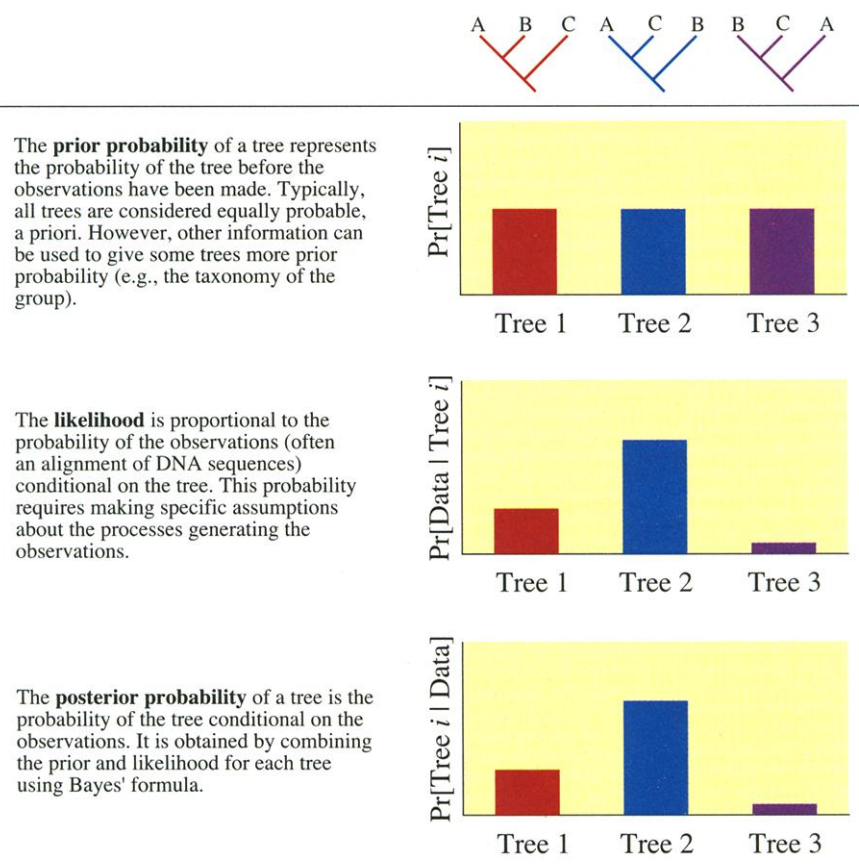 A B C A C B B C A
The prior probability of a tree represents
the probability of the tree before the
observations have been made. Typically,
all trees are considered equally probable,
a priori. However, other information can
be used to give some trees more prior
probability (e.g., the taxonomy of the
group).
Pr[Tree i]
Tree 1 Tree 2 Tree 3
The likelihood is proportional to the
probability of the observations (often
an alignment of DNA sequences)
conditional on the tree. This probability
requires making specific assumptions
about the processes generating the
observations.
Pr[Data | Tree i]
Tree 1 Tree 2 Tree 3
The posterior probability of a tree is the
probability of the tree conditional on the
observations. It is obtained by combining
the prior and likelihood for each tree
using Bayes' formula.
Pr[Tree i | Data]
Tree 1 Tree 2 Tree 3